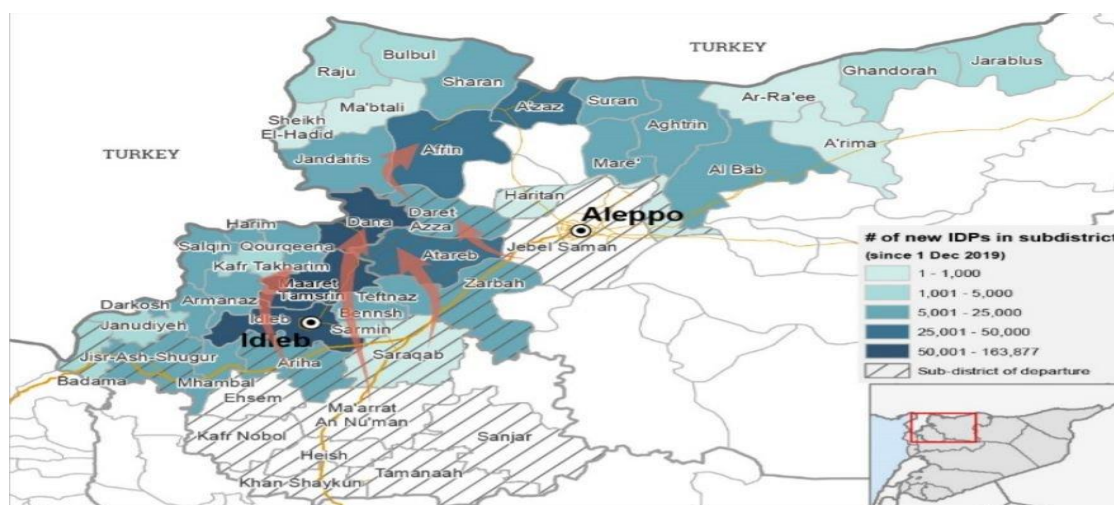 TURKEY
Bulbul
Raju
Sharan
Ma'btali
A'zaz
Suran
Ar-Ra'ee
Ghandorah
Jarablus
Sheikh
El-Hadid
TURKEY
Jandairis
Afrin
Aghtrin
Mare'
Al Bab
A'rima
Haritan
Aleppo
Jebel Saman
Harim
Dana
Daret
Azza
Salqin
Qourqeena
Kafr Takharim
Atareb
Zarbah
Maaret
Tamsrin
Armanaz
Teftnaz
Darkosh
Bennsh
Janudiyeh
Idleb
Sarmin
Idleb
Jisr-Ash-Shugur
Ariha
Saraqab
Badama
Mhambal
Ehsem
Ma'arrat
An Nu'man
Kafr Nobol
Sanjar
Heish
Tamanaah
Khan Shaykun
# of new IDPs in subdistrict
(since 1 Dec 2019)
1 - 1,000
1,001 - 5,000
5,001 - 25,000
25,001 - 50,000
50,001 - 163,877
Sub-district of departure